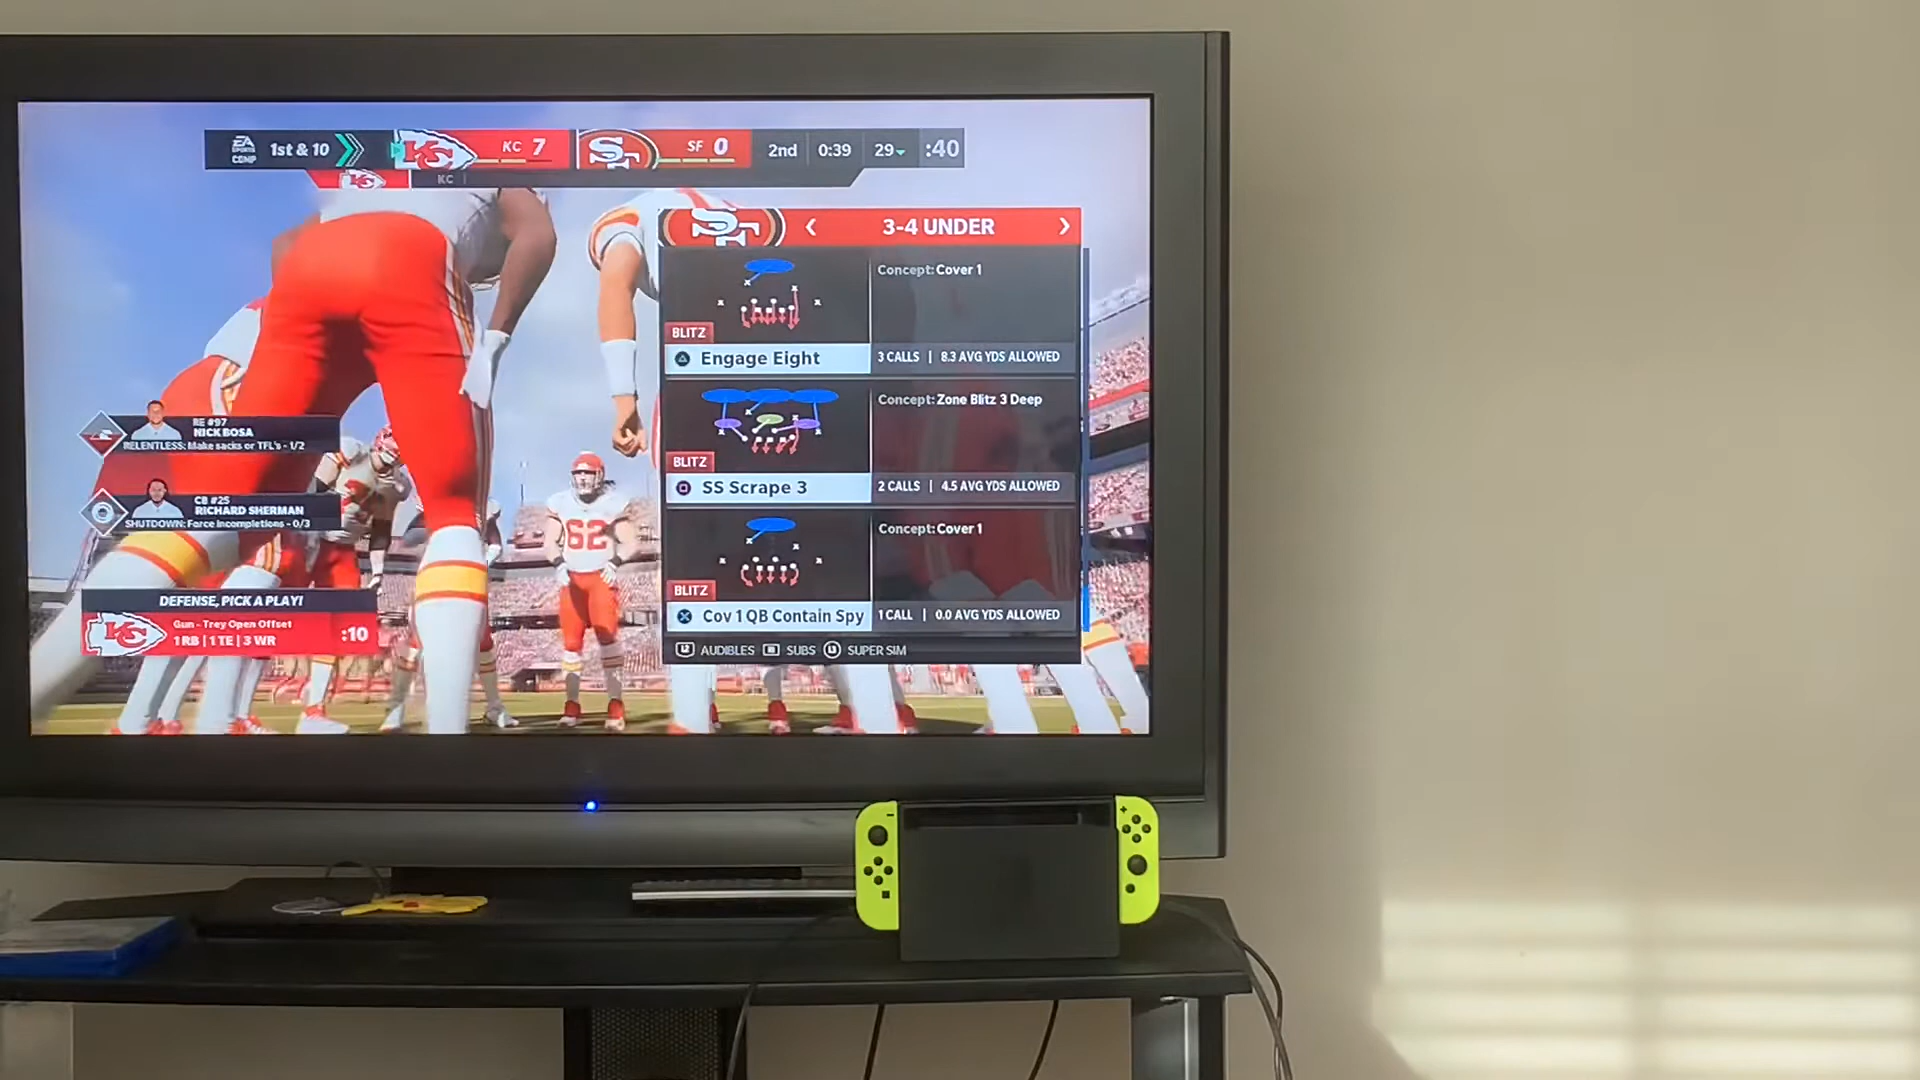 EA SPORTS COMP 1st & 10 KC 7 SF 0 2nd 0:39 29 :40
KC
3-4 UNDER
Concept: Cover 1
BLITZ
Engage Eight 3 CALLS | 8.3 AVG YDS ALLOWED
Concept: Zone Blitz 3 Deep
BLITZ
SS Scrape 3 2 CALLS | 4.5 AVG YDS ALLOWED
Concept: Cover 1
BLITZ
Cov 1 QB Contain Spy 1 CALL | 0.0 AVG YDS ALLOWED
AUDIBLES SUBS SUPER SIM
RE #97
NICK BOSA
RELENTLESS: Make sacks or TFL's - 1/2
CB #25
RICHARD SHERMAN
SHUTDOWN: Force Incompletions - 0/3
DEFENSE, PICK A PLAY!
Gun - Trey Open Offset
1 RB | 1 TE | 3 WR :10
62